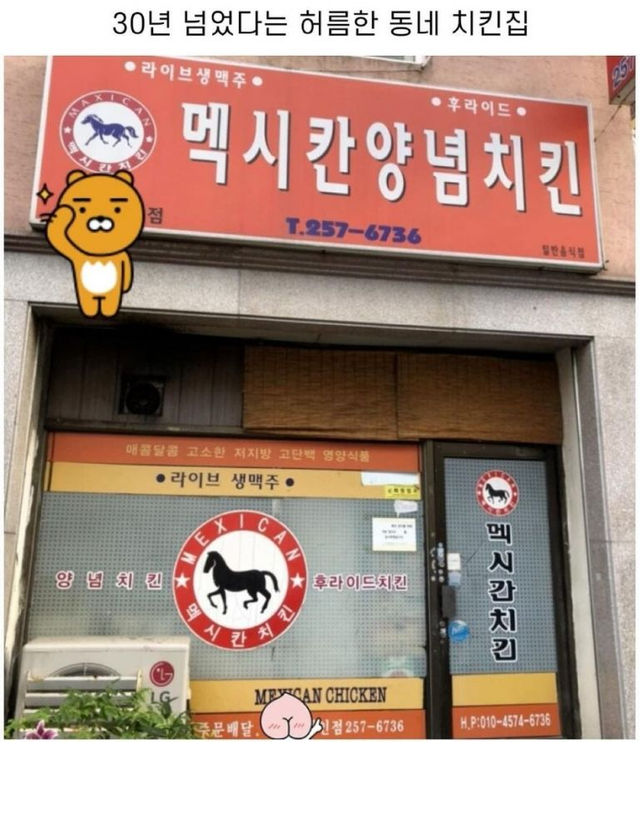 30년 넘었다는 허름한 동네 치킨집
•라이브생맥주•
•후라이드•
MAXICAN
멕시칸치킨
멕시칸양념치킨
점
T.257-6736
일반음식점
매콤달콤 고소한 저지방 고단백 영양식품
•라이브 생맥주•
MEXICAN
멕시칸치킨
양념치킨
후라이드치킨
멕시칸치킨
LG
MEXICAN CHICKEN
주문배달
점257-6736
H.P:010-4574-6736